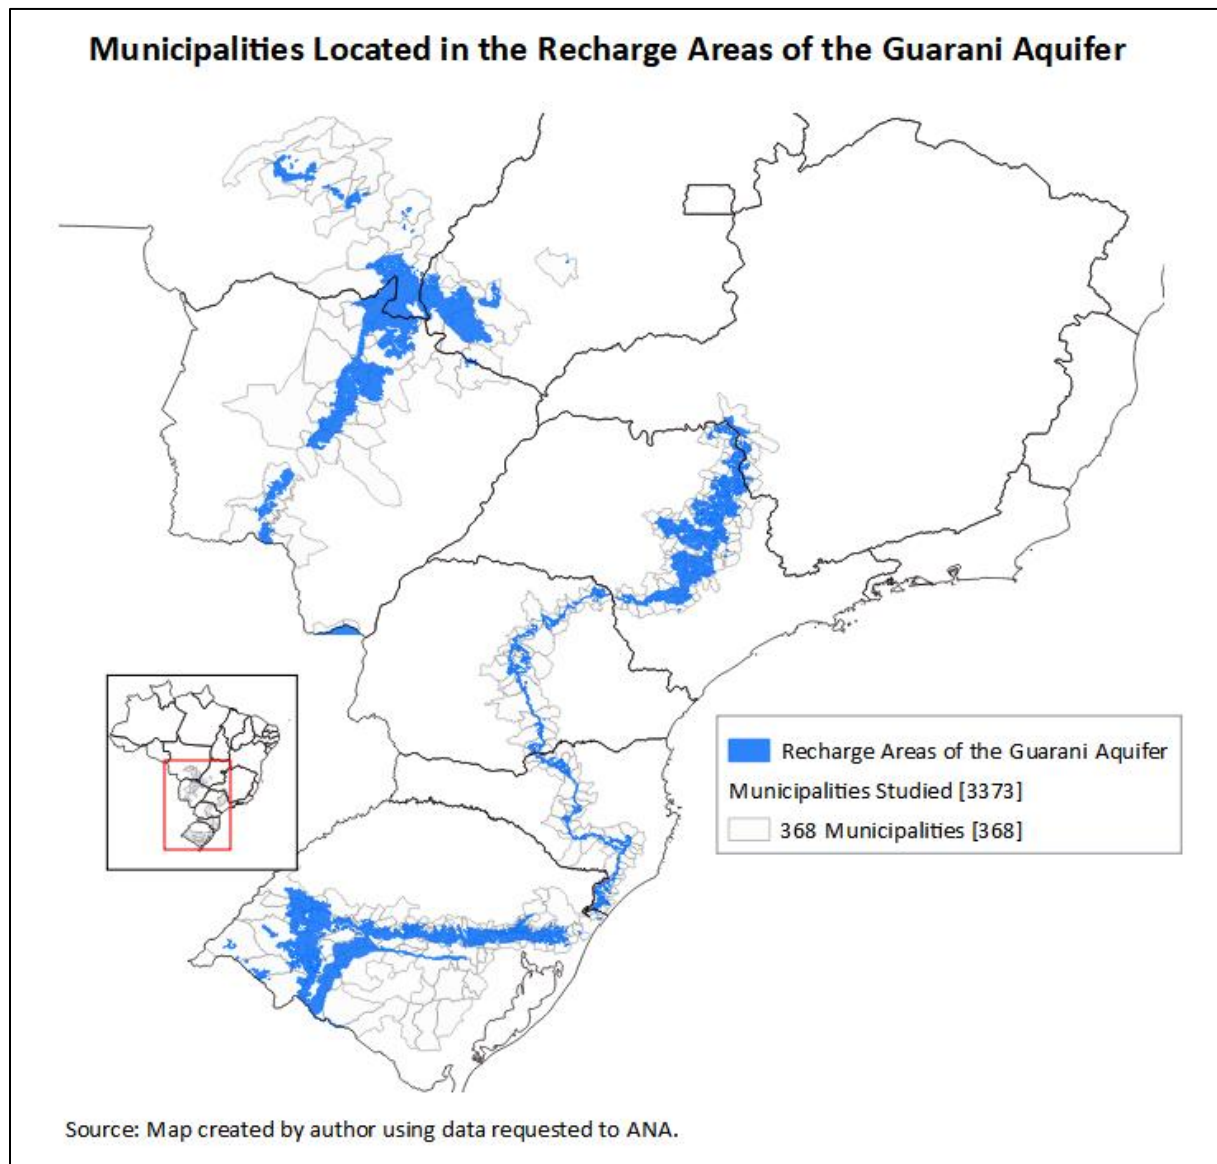 Municipalities Located in the Recharge Areas of the Guarani Aquifer
Recharge Areas of the Guarani Aquifer
Municipalities Studied [3373]
368 Municipalities [368]
Source: Map created by author using data requested to ANA.